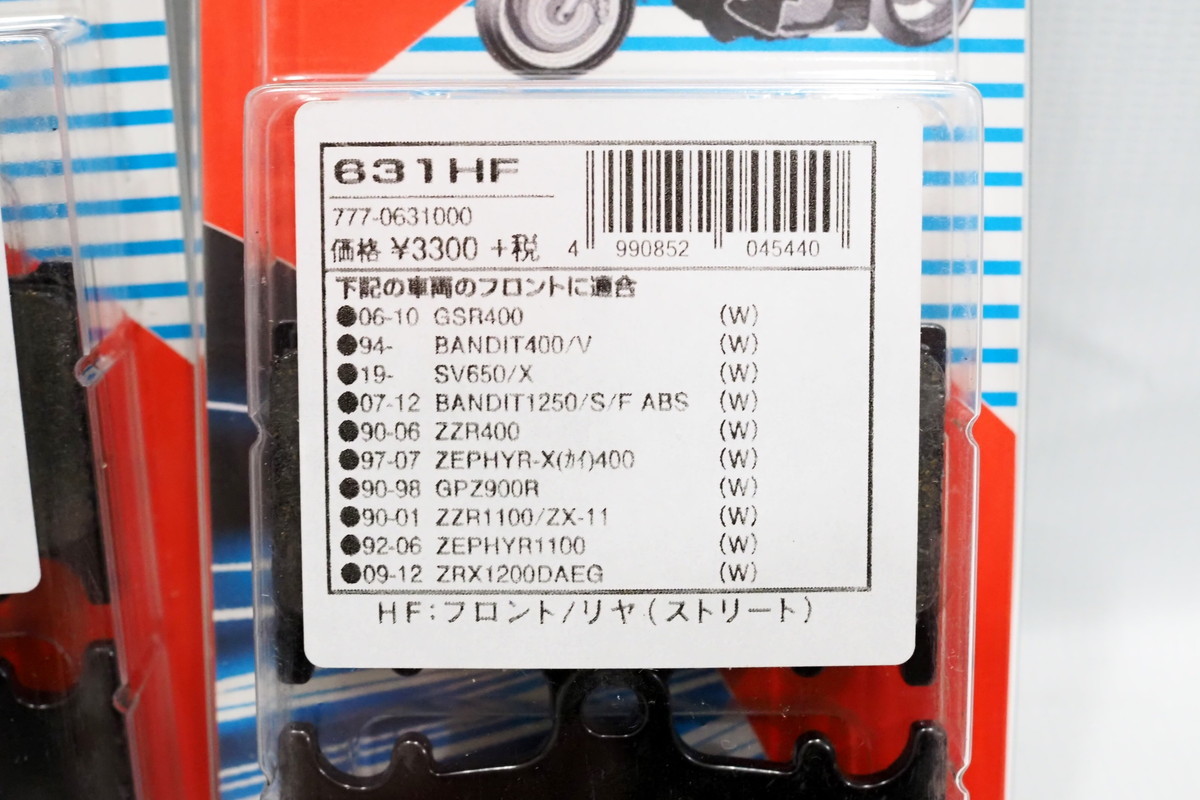 631HF
777-0631000
価格 ¥3300 +税
4 990852 045440
下記の車両のフロントに適合
●06-10 GSR400 (W)
●94- BANDIT400/V (W)
●19- SV650/X (W)
●07-12 BANDIT1250/S/F ABS (W)
●90-06 ZZR400 (W)
●97-07 ZEPHYR-X(カイ)400 (W)
●90-98 GPZ900R (W)
●90-01 ZZR1100/ZX-11 (W)
●92-06 ZEPHYR1100 (W)
●09-12 ZRX1200DAEG (W)
HF:フロント/リヤ(ストリート)